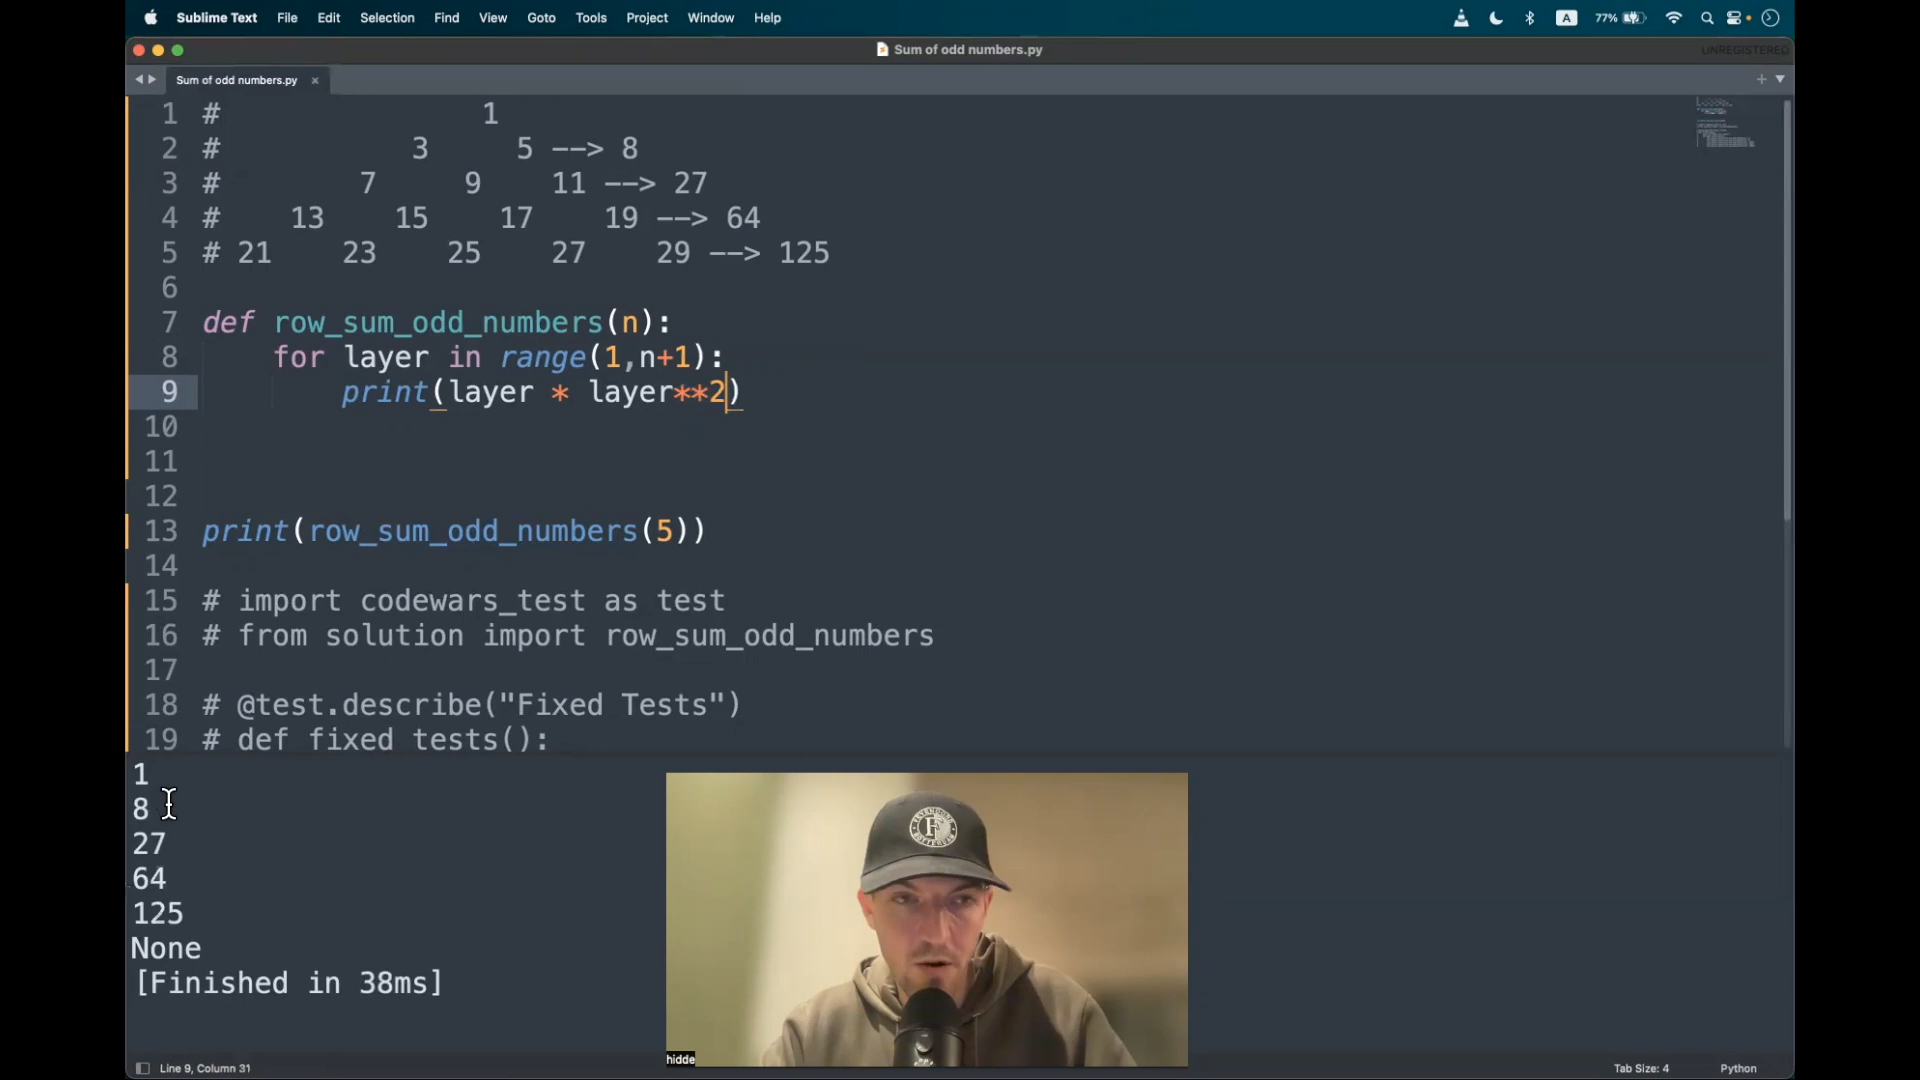 Sublime Text File Edit Selection Find View Goto Tools Project Window Help A 77%
Sum of odd numbers.py UNREGISTERED
Sum of odd numbers.py
1 # 1
2 # 3 5 --> 8
3 # 7 9 11 --> 27
4 # 13 15 17 19 --> 64
5 # 21 23 25 27 29 --> 125
6
7 def row_sum_odd_numbers(n):
8 for layer in range(1,n+1):
9 print(layer * layer**2)
10
11
12
13 print(row_sum_odd_numbers(5))
14
15 # import codewars_test as test
16 # from solution import row_sum_odd_numbers
17
18 # @test.describe("Fixed Tests")
19 # def fixed_tests():
1
8
27
64
125
None
[Finished in 38ms]
F
hidde
Line 9, Column 31 Tab Size: 4 Python